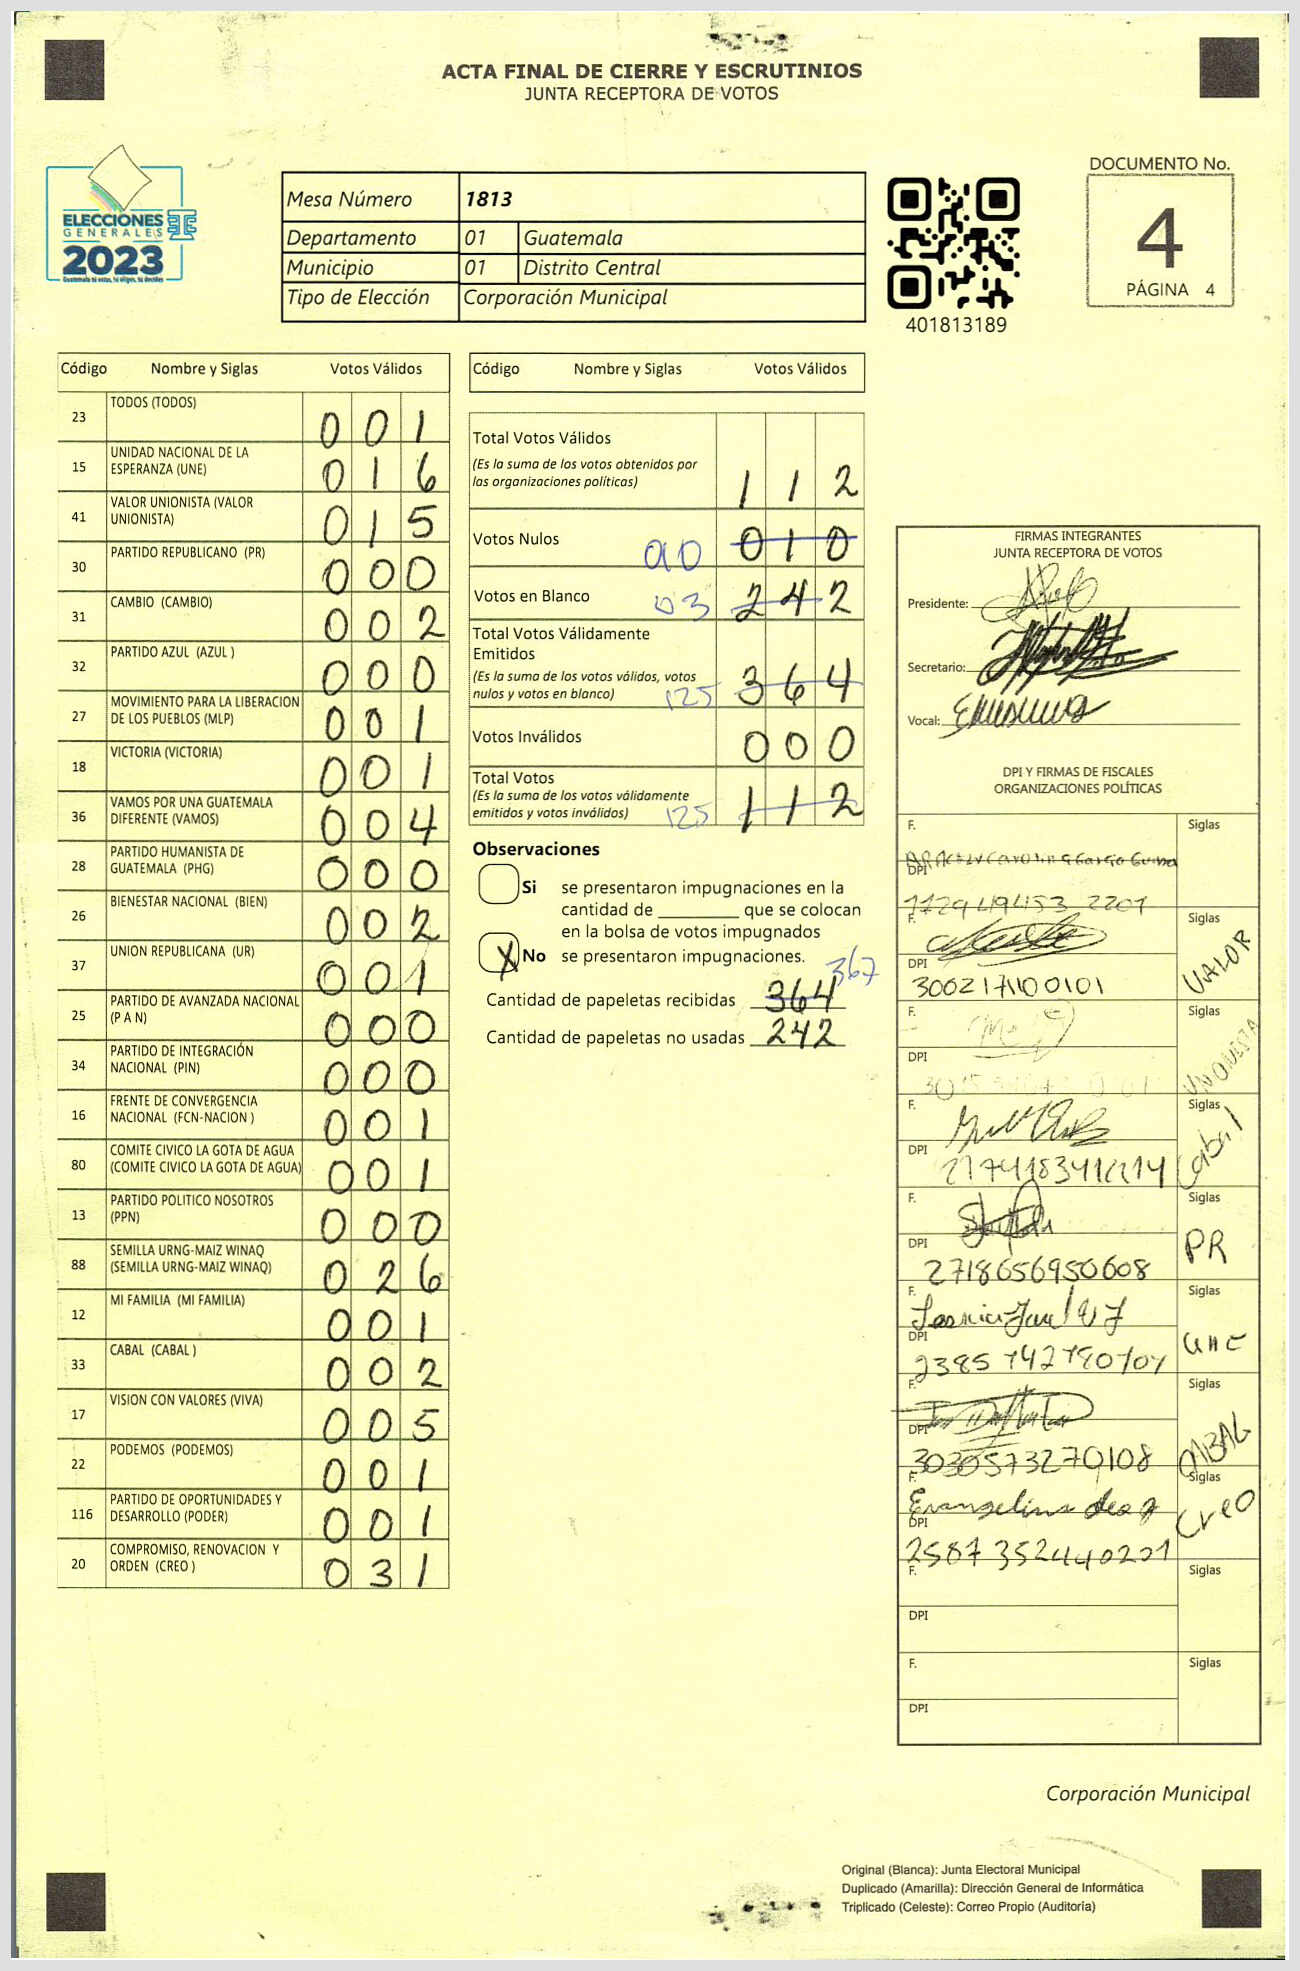 ACTA FINAL DE CIERRE Y ESCRUTINIOS
JUNTA RECEPTORA DE VOTOS
ELECCIONES
GENERALES
2023
Mesa Número 1813
Departamento 01 Guatemala
Municipio 01 Distrito Central
Tipo de Elección Corporación Municipal
401813189
DOCUMENTO No.
4
PÁGINA 4
Código Nombre y Siglas Votos Válidos
23 TODOS (TODOS) 0 0 1
15 UNIDAD NACIONAL DE LA ESPERANZA (UNE) 0 1 6
41 VALOR UNIONISTA (VALOR UNIONISTA) 0 1 5
30 PARTIDO REPUBLICANO (PR) 0 0 0
31 CAMBIO (CAMBIO) 0 0 2
32 PARTIDO AZUL (AZUL ) 0 0 0
27 MOVIMIENTO PARA LA LIBERACION DE LOS PUEBLOS (MLP) 0 0 1
18 VICTORIA (VICTORIA) 0 0 1
36 VAMOS POR UNA GUATEMALA DIFERENTE (VAMOS) 0 0 4
28 PARTIDO HUMANISTA DE GUATEMALA (PHG) 0 0 0
26 BIENESTAR NACIONAL (BIEN) 0 0 2
37 UNION REPUBLICANA (UR) 0 0 1
25 PARTIDO DE AVANZADA NACIONAL (P A N) 0 0 0
34 PARTIDO DE INTEGRACIÓN NACIONAL (PIN) 0 0 0
16 FRENTE DE CONVERGENCIA NACIONAL (FCN-NACION ) 0 0 1
80 COMITE CIVICO LA GOTA DE AGUA (COMITE CIVICO LA GOTA DE AGUA) 0 0 1
13 PARTIDO POLITICO NOSOTROS (PPN) 0 0 0
88 SEMILLA URNG-MAIZ WINAQ (SEMILLA URNG-MAIZ WINAQ) 0 2 6
12 MI FAMILIA (MI FAMILIA) 0 0 1
33 CABAL (CABAL ) 0 0 2
17 VISION CON VALORES (VIVA) 0 0 5
22 PODEMOS (PODEMOS) 0 0 1
116 PARTIDO DE OPORTUNIDADES Y DESARROLLO (PODER) 0 0 1
20 COMPROMISO, RENOVACION Y ORDEN (CREO ) 0 3 1
Código Nombre y Siglas Votos Válidos
Total Votos Válidos
(Es la suma de los votos obtenidos por
las organizaciones políticas) 1 1 2
Votos Nulos 0 1 0
Votos en Blanco 03 2 4 2
Total Votos Válidamente
Emitidos
(Es la suma de los votos válidos, votos
nulos y votos en blanco) 125 3 6 4
Votos Inválidos 0 0 0
Total Votos
(Es la suma de los votos válidamente
emitidos y votos inválidos) 125 1 1 2
Observaciones
Si se presentaron impugnaciones en la
cantidad de ________ que se colocan
en la bolsa de votos impugnados
X No se presentaron impugnaciones.
367
Cantidad de papeletas recibidas 364
Cantidad de papeletas no usadas 242
FIRMAS INTEGRANTES
JUNTA RECEPTORA DE VOTOS
Presidente:
Secretario:
Vocal:
DPI Y FIRMAS DE FISCALES
ORGANIZACIONES POLÍTICAS
F. Siglas
DPI
F. Siglas
VALOR
DPI
3002171100101
F. Siglas
UNIONISTA
DPI
F. Siglas
Cabal
DPI
F. Siglas
PR
DPI
2718656950608
F. Siglas
UNE
DPI
F. Siglas
CABAL
DPI
3030573270108
F. Siglas
Evangelina
Creo
DPI
2587 352440201
F. Siglas
DPI
F. Siglas
DPI
Corporación Municipal
Original (Blanca): Junta Electoral Municipal
Duplicado (Amarilla): Dirección General de Informática
Triplicado (Celeste): Correo Propio (Auditoría)